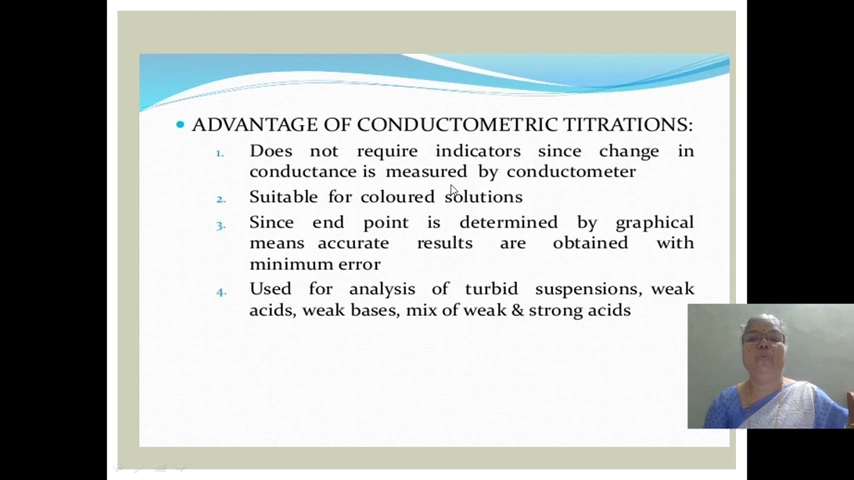 • ADVANTAGE OF CONDUCTOMETRIC TITRATIONS:
1. Does not require indicators since change in
conductance is measured by conductometer
2. Suitable for coloured solutions
3. Since end point is determined by graphical
means accurate results are obtained with
minimum error
4. Used for analysis of turbid suspensions, weak
acids, weak bases, mix of weak & strong acids